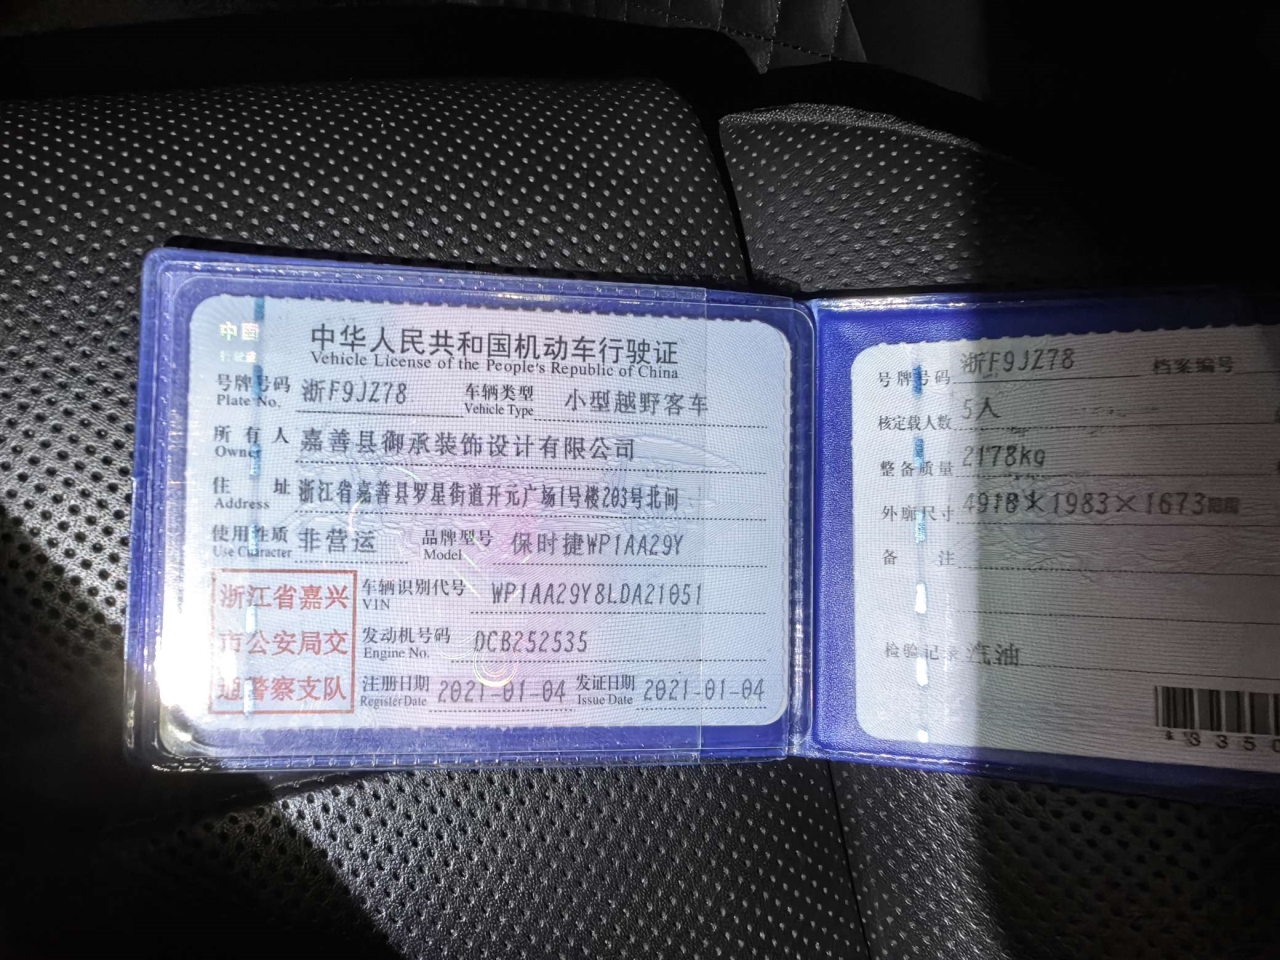 中国
中华人民共和国机动车行驶证
Vehicle License of the People's Republic of China
号牌号码 浙F9JZ78 车辆类型 小型越野客车
Plate No. Vehicle Type
所有人 嘉善县御承装饰设计有限公司
Owner
住址 浙江省嘉善县罗星街道开元广场1号楼203号北间
Address
使用性质 非营运 品牌型号 保时捷WP1AA29Y
Use Character Model
浙江省嘉兴
市公安局交
通警察支队
车辆识别代号 WP1AA29Y8LDA21051
VIN
发动机号码 DCB252535
Engine No.
注册日期 2021-01-04 发证日期 2021-01-04
Register Date Issue Date
号牌号码 浙F9JZ78 档案编号
核定载人数 5人
整备质量 2178kg
外廓尺寸 4918×1983×1673
备注
检验记录 汽油